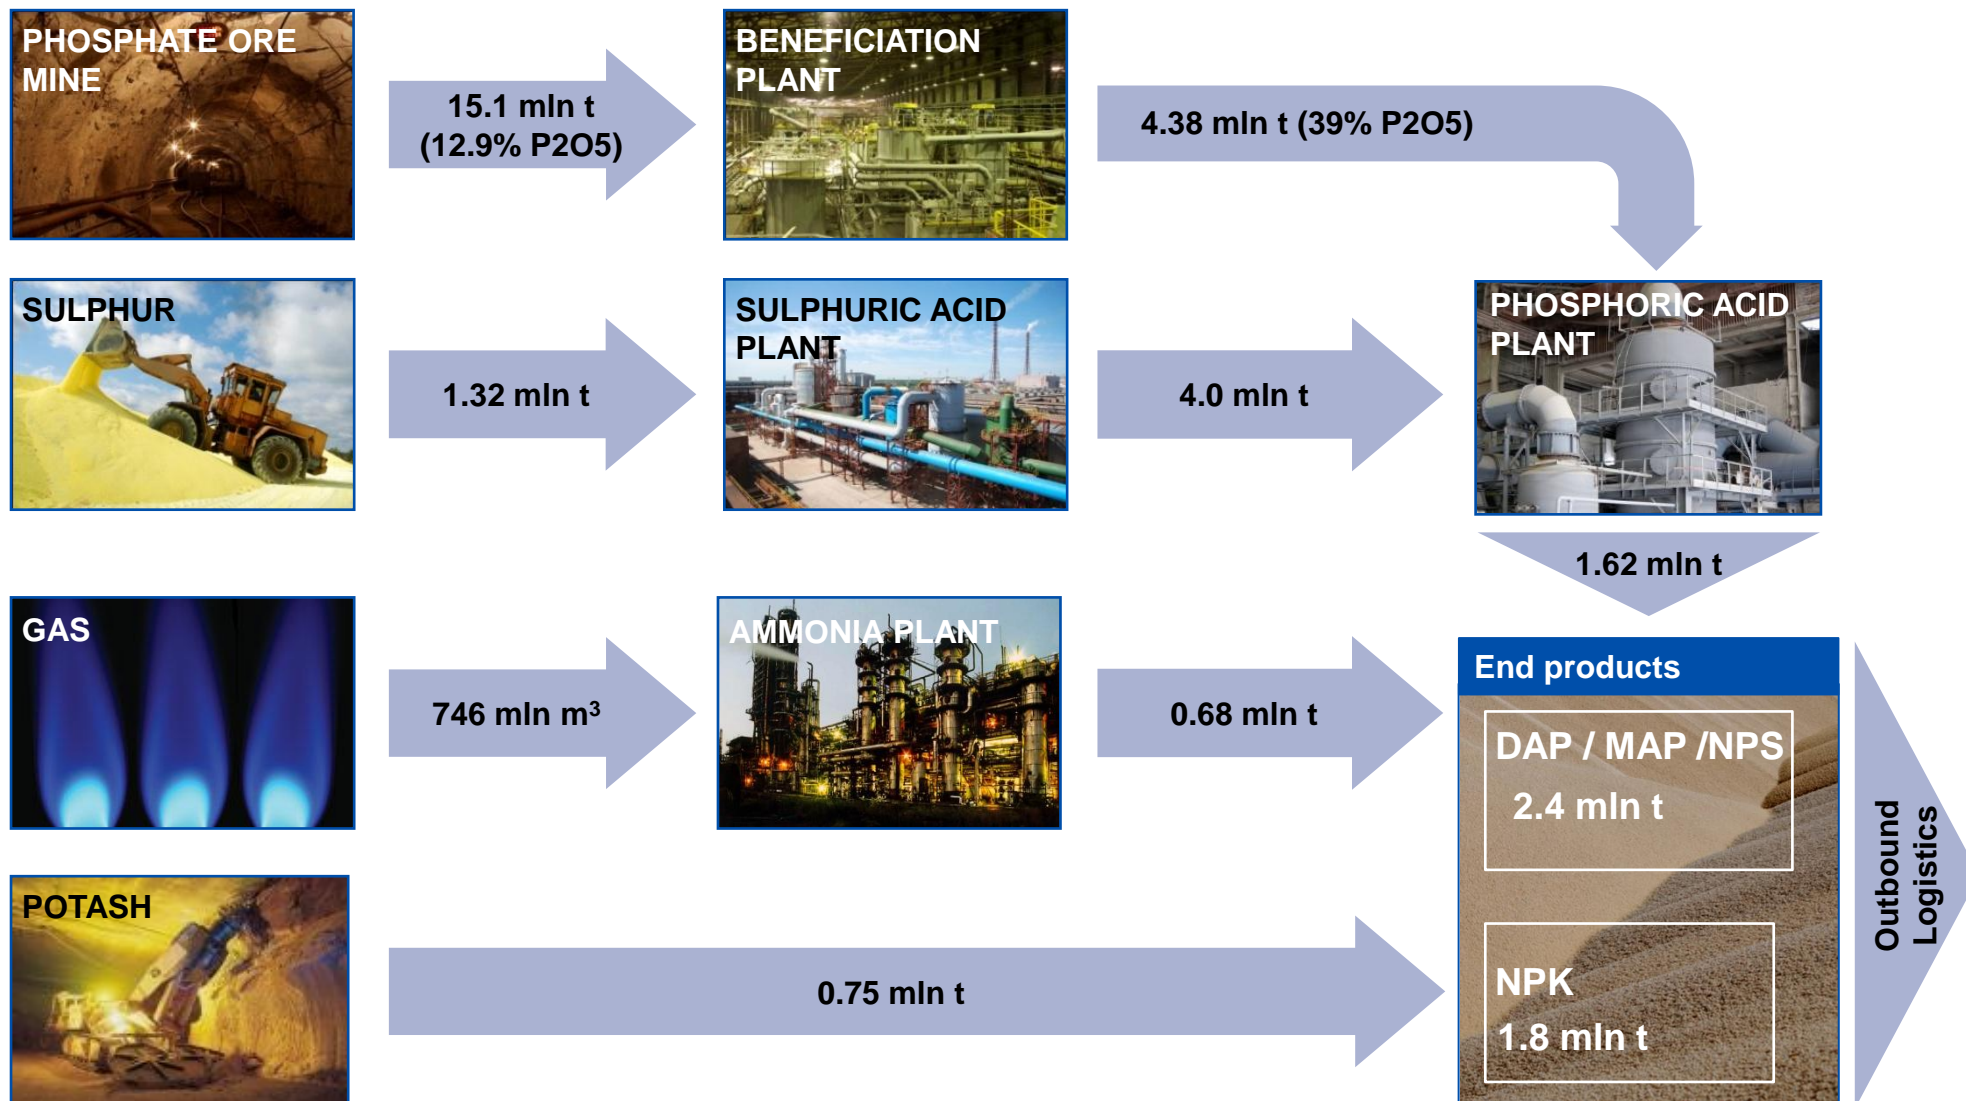 PHOSPHATE ORE
MINE
15.1 mln t
(12.9% P2O5)
BENEFICIATION
PLANT
4.38 mln t (39% P2O5)
SULPHUR
1.32 mln t
SULPHURIC ACID
PLANT
4.0 mln t
PHOSPHORIC ACID
PLANT
1.62 mln t
GAS
746 mln m³
AMMONIA PLANT
0.68 mln t
End products
DAP / MAP /NPS
2.4 mln t
POTASH
0.75 mln t
NPK
1.8 mln t
Outbound
Logistics